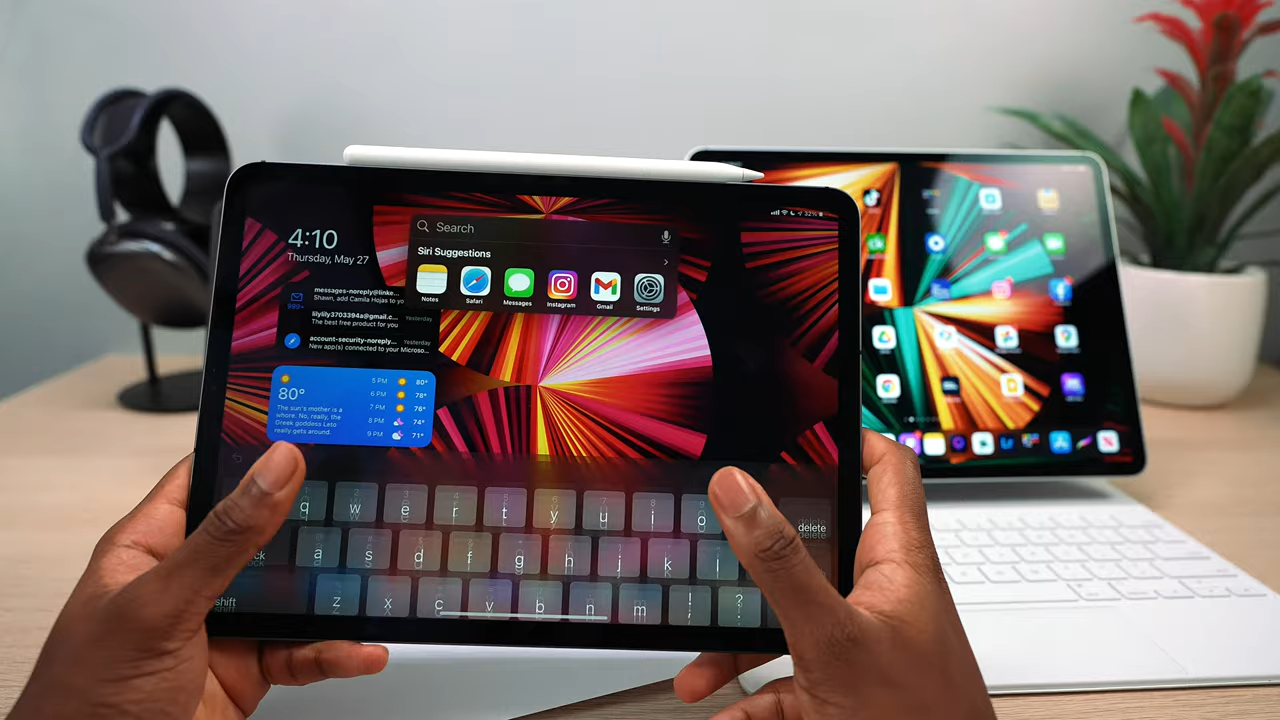 4:10
Thursday, May 27
32%
Search
Siri Suggestions
Notes
Safari
Messages
Instagram
Gmail
Settings
messages-noreply@linke...
Shawn, add Camila Hojas to yo
999+
lilylily3703394a@gmail.c...
Yesterday
The best free product for you
account-security-noreply...
Yesterday
New app(s) connected to your Microso...
80°
The sun's mother is a
whore. No, really, the
Greek goddess Leto
really gets around.
5 PM 80°
6 PM 78°
7 PM 76°
8 PM 74°
9 PM 71°
q w e r t y u i o
delete
a s d f g h j k l
shift
z x c v b n m ! ?